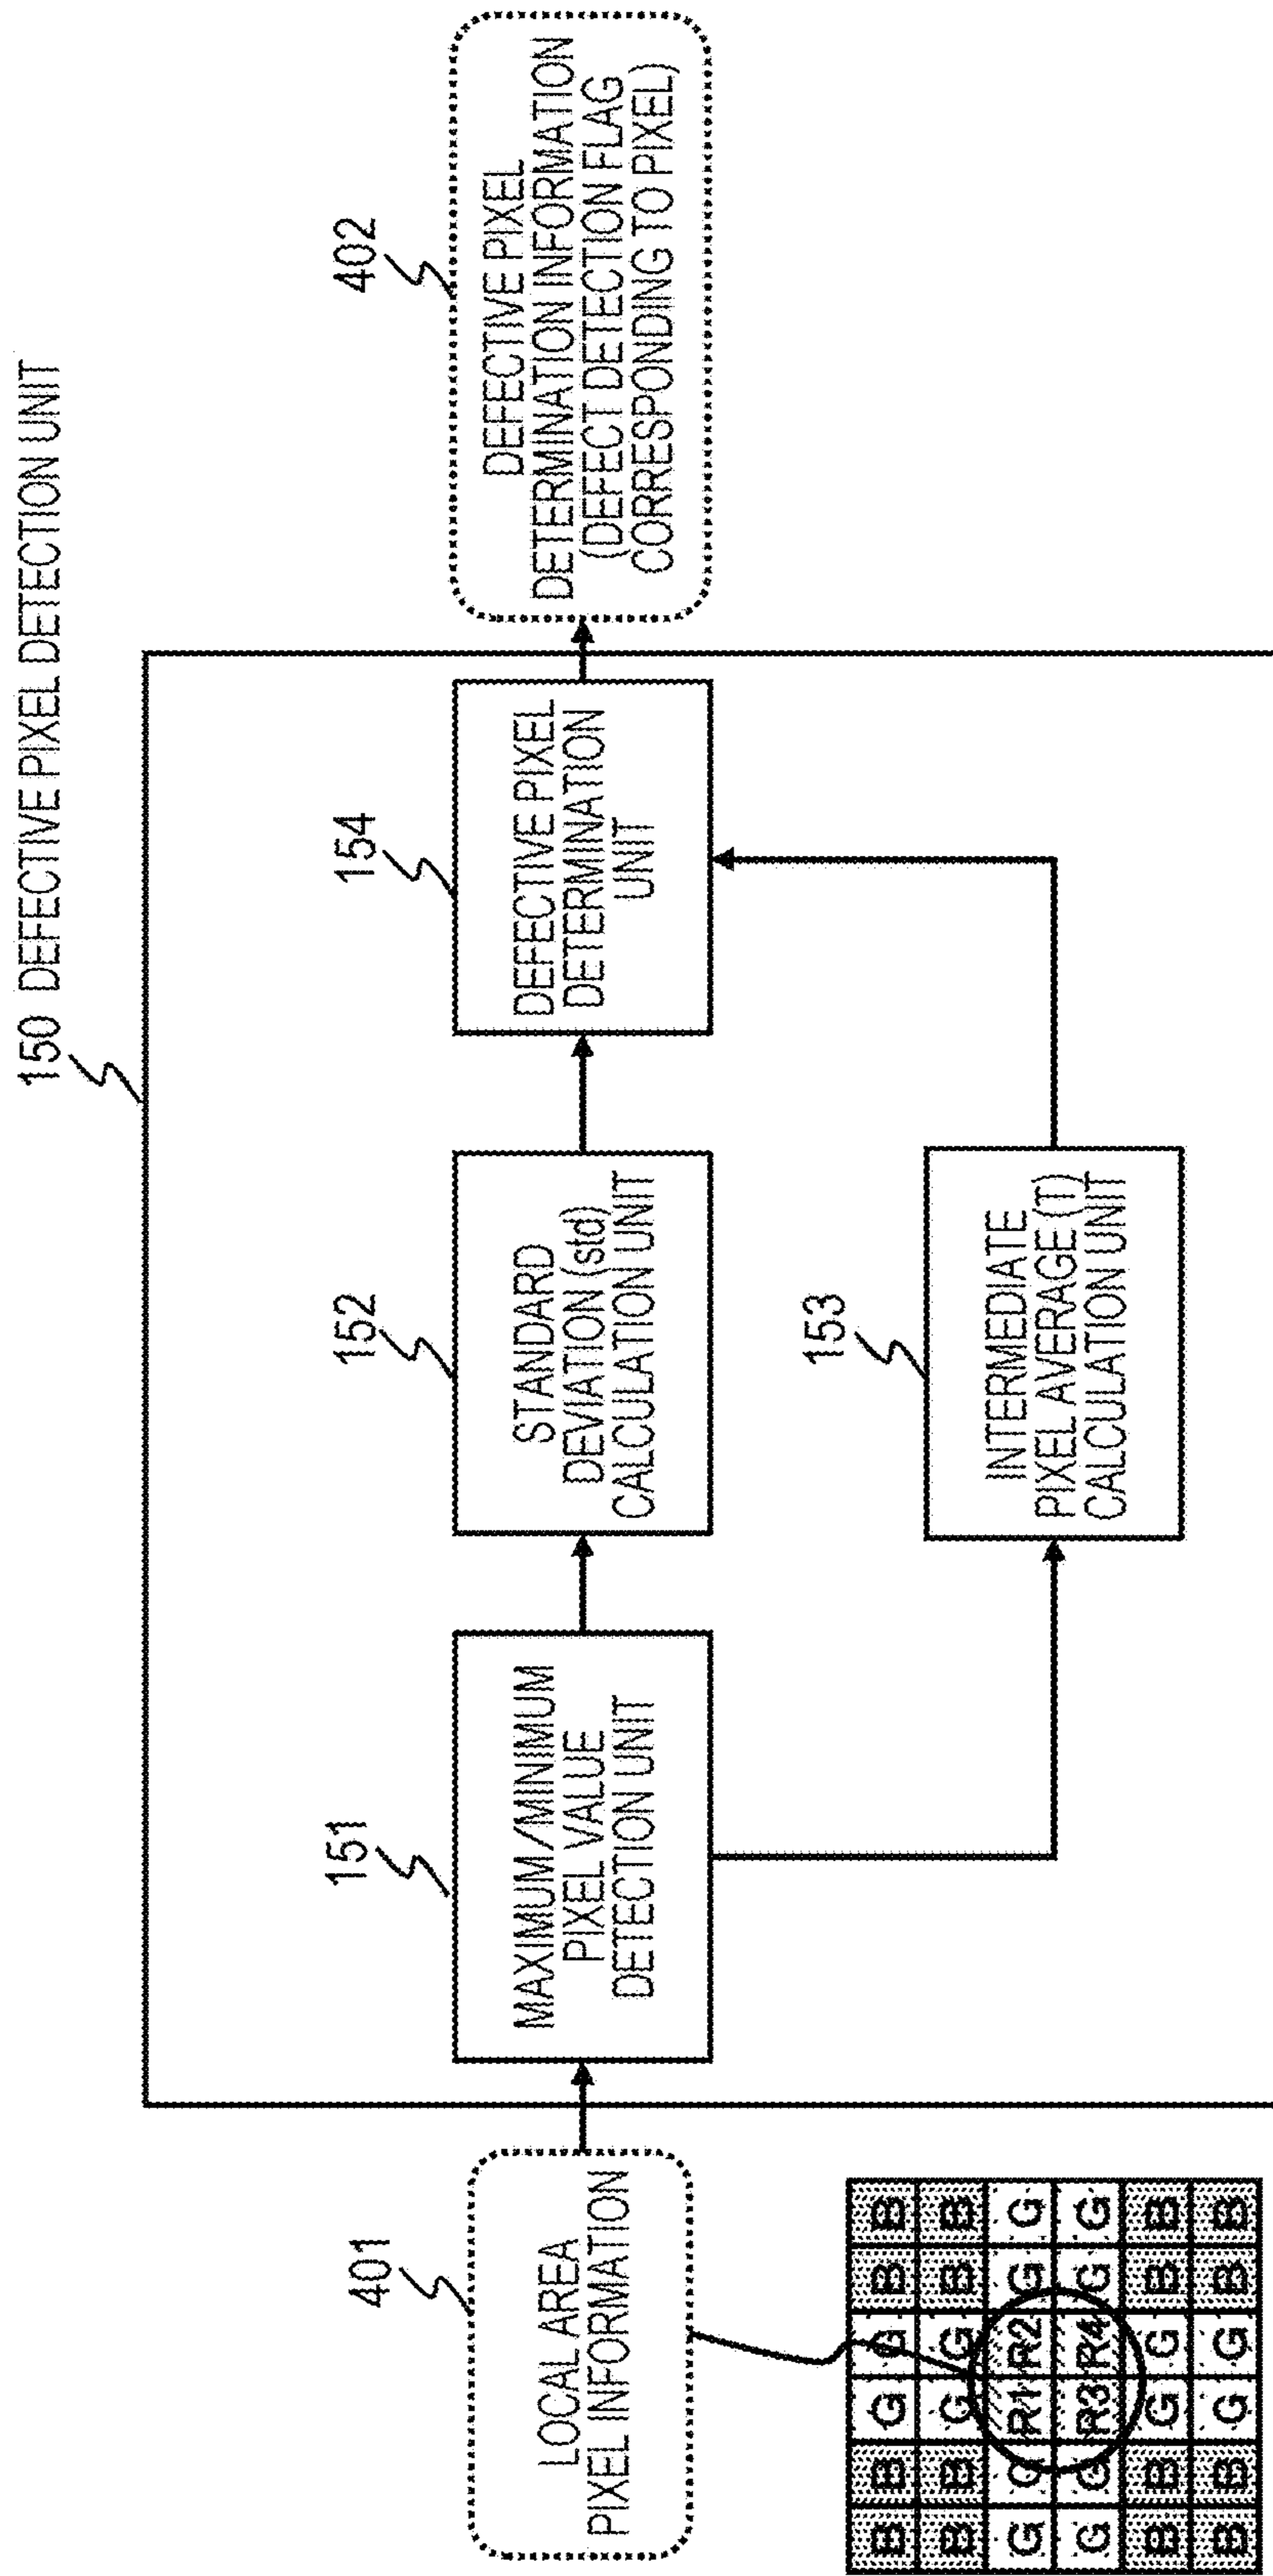 150 DEFECTIVE PIXEL DETECTION UNIT
401
LOCAL AREA
PIXEL INFORMATION
151
MAXIMUM/MINIMUM
PIXEL VALUE
DETECTION UNIT
152
STANDARD
DEVIATION (std)
CALCULATION UNIT
154
DEFECTIVE PIXEL
DETERMINATION
UNIT
402
DEFECTIVE PIXEL
DETERMINATION INFORMATION
(DEFECT DETECTION FLAG
CORRESPONDING TO PIXEL)
153
INTERMEDIATE
PIXEL AVERAGE (T)
CALCULATION UNIT
B B G G B B
B B G G B B
G G R1 R2 G G
G G R3 R4 G G
B B G G B B
B B G G B B